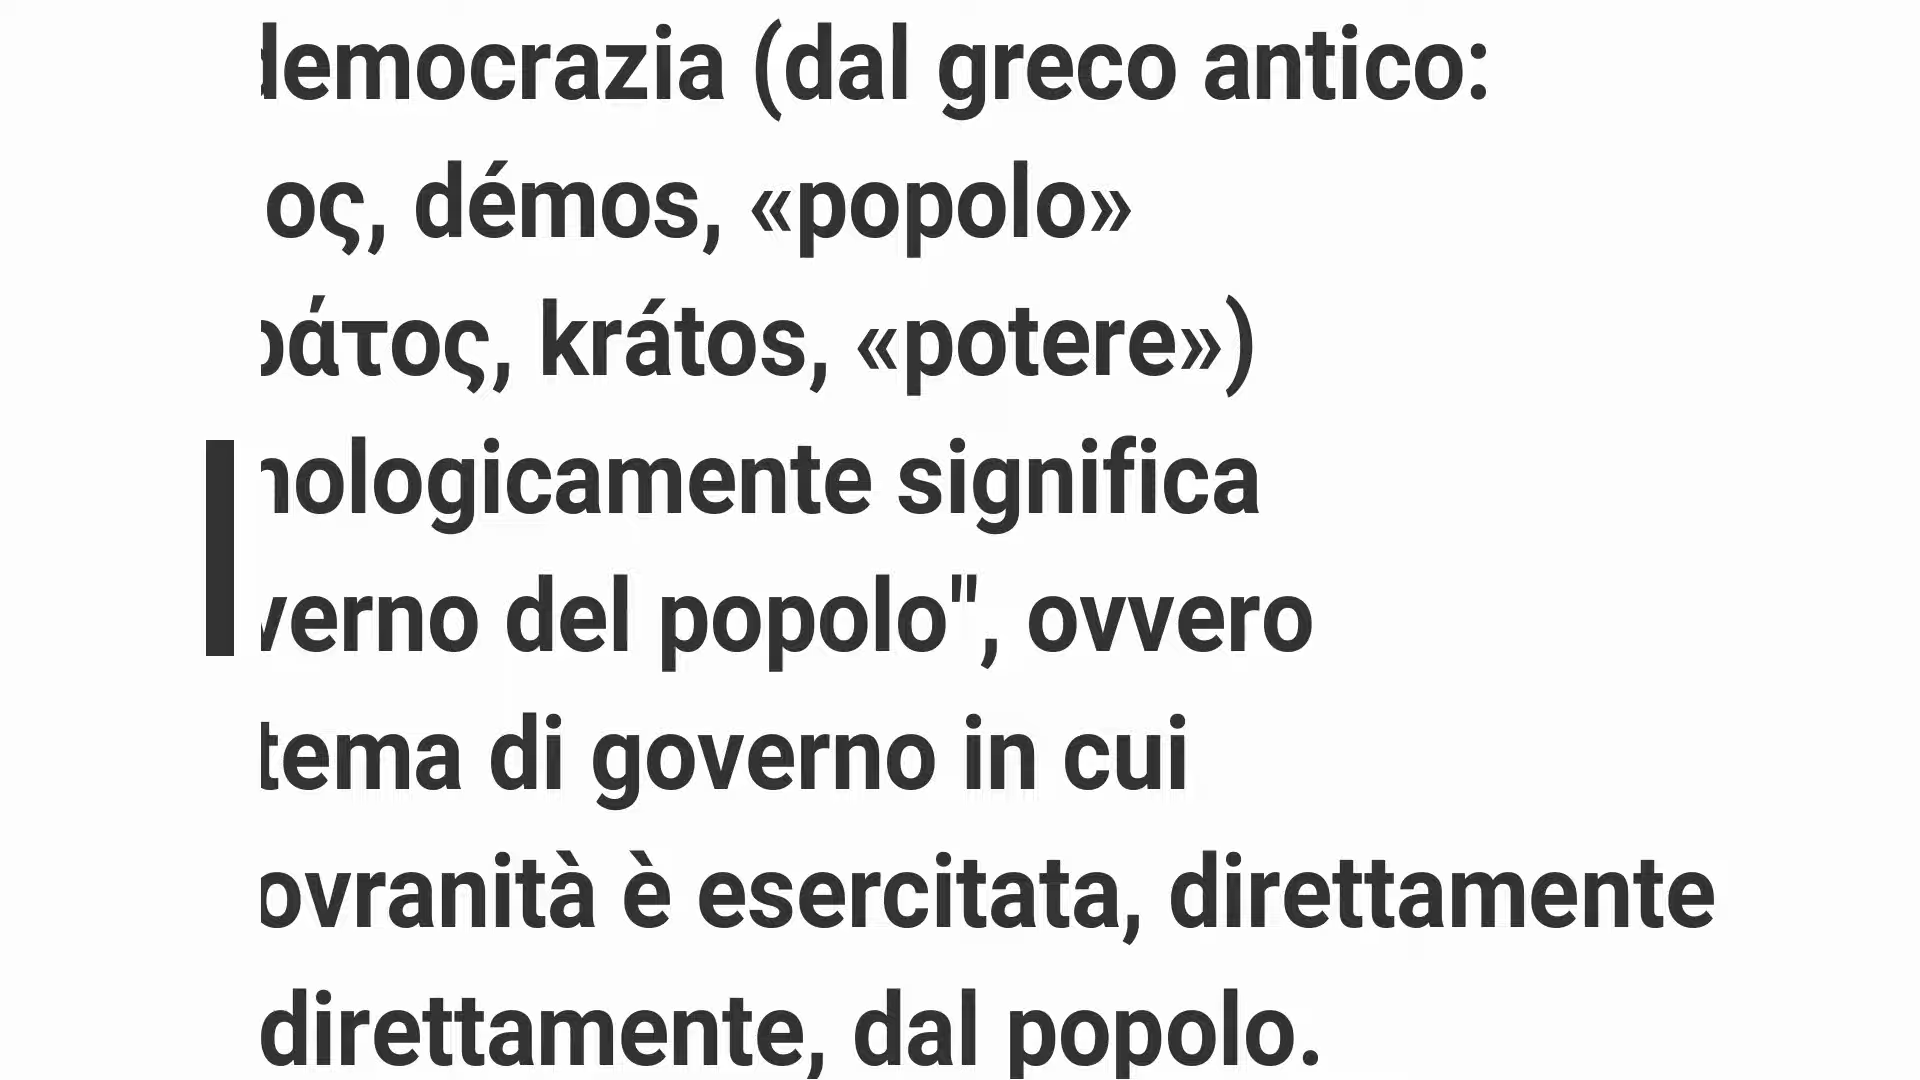 democrazia (dal greco antico:
ος, démos, «popolo»
ράτος, krátos, «potere»)
nologicamente significa
verno del popolo", ovvero
tema di governo in cui
ovranità è esercitata, direttamente
direttamente, dal popolo.